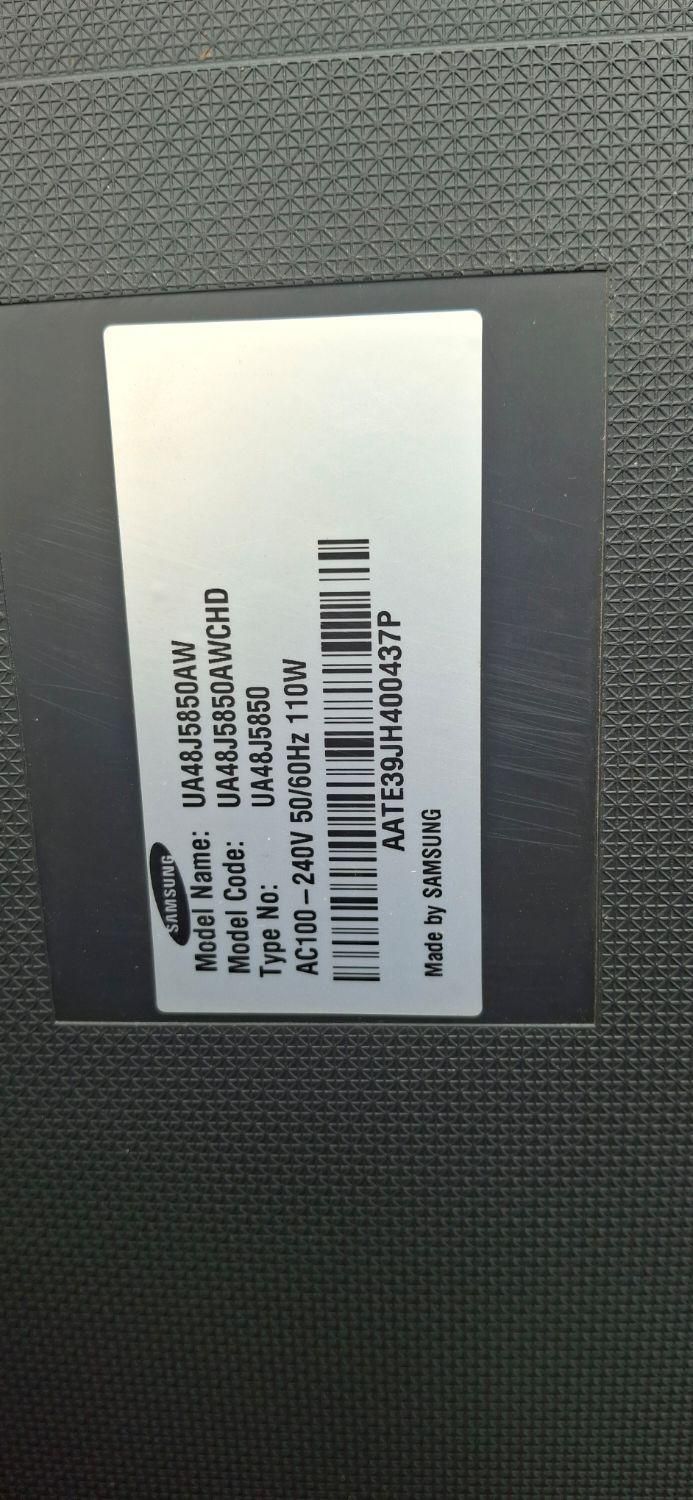 SAMSUNG
Model Name: UA48J5850AW
Model Code: UA48J5850AWCHD
Type No: UA48J5850
AC100-240V 50/60Hz 110W
AATE39JH400437P
Made by SAMSUNG